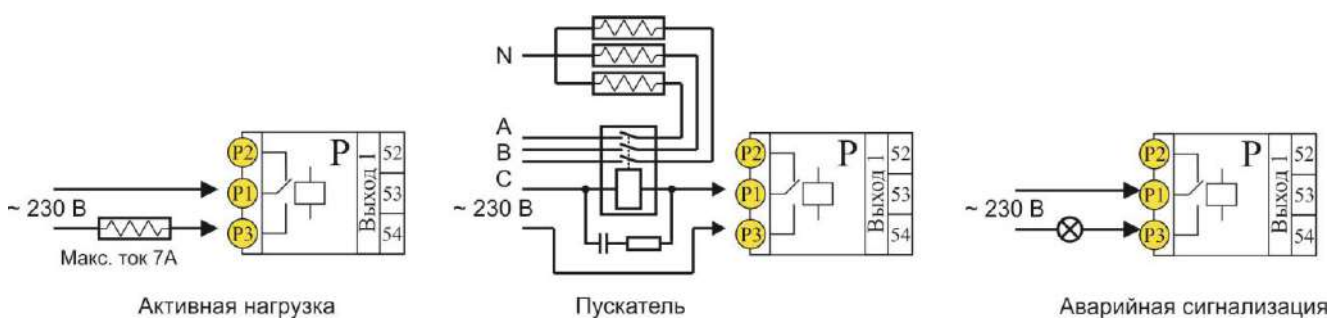 ~ 230 В
Макс. ток 7А
P2
P1
P3
Р
Выход 1
52
53
54
Активная нагрузка
N
A
B
C
~ 230 В
P2
P1
P3
Р
Выход 1
52
53
54
Пускатель
~ 230 В
P2
P1
P3
Р
Выход 1
52
53
54
Аварийная сигнализация